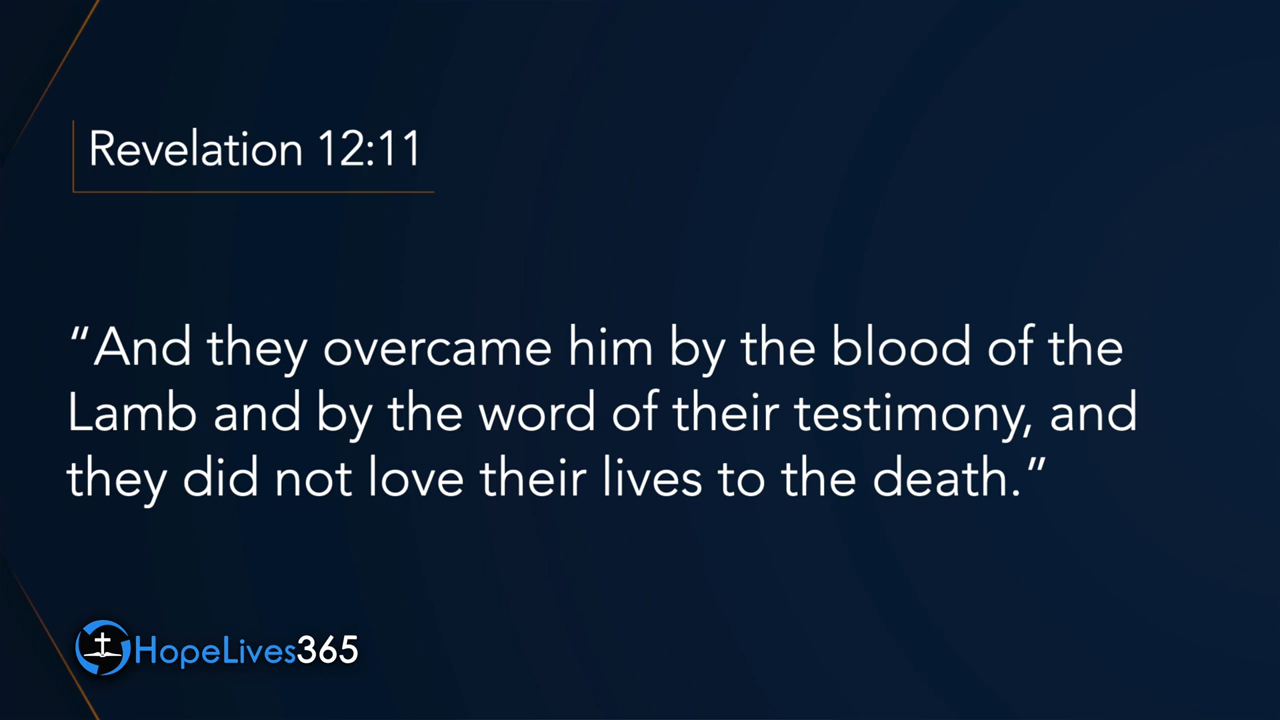 Revelation 12:11
“And they overcame him by the blood of the
Lamb and by the word of their testimony, and
they did not love their lives to the death.”
HopeLives365